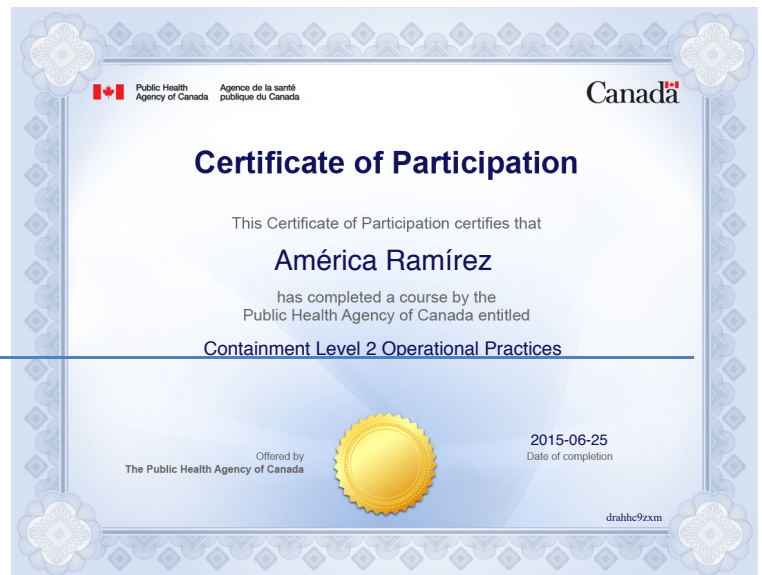 Public Health
Agency of Canada
Agence de la santé
publique du Canada
Canada
Certificate of Participation
This Certificate of Participation certifies that
América Ramírez
has completed a course by the
Public Health Agency of Canada entitled
Containment Level 2 Operational Practices
Offered by
The Public Health Agency of Canada
2015-06-25
Date of completion
drahhc9zxm